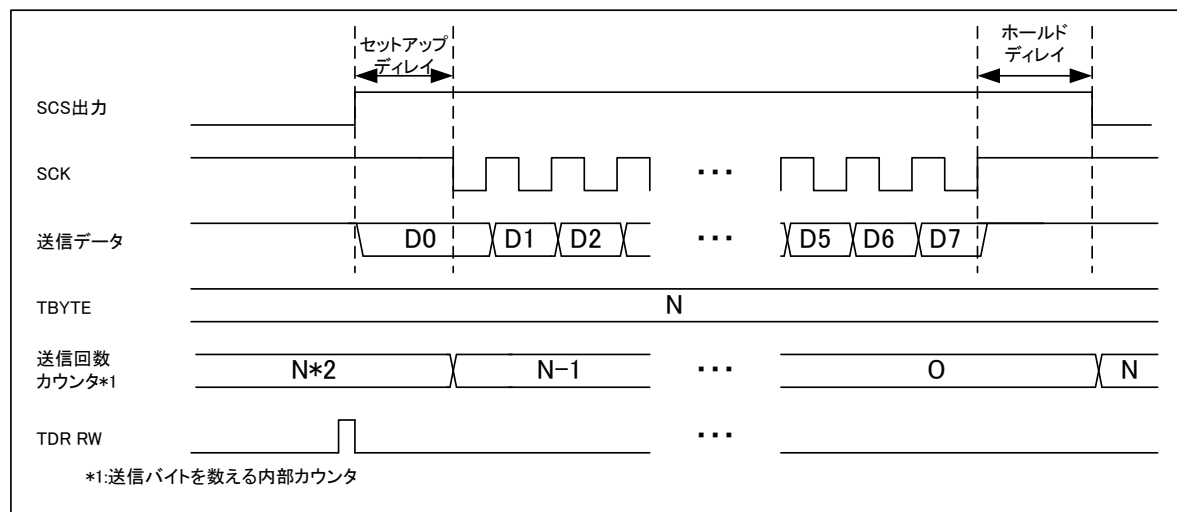 セットアップ
ディレイ
ホールド
ディレイ
SCS出力
SCK
･･･
送信データ
D0
D1
D2
･･･
D5
D6
D7
TBYTE
N
送信回数
カウンタ*1
N*2
N-1
･･･
0
N
TDR RW
･･･
*1:送信バイトを数える内部カウンタ